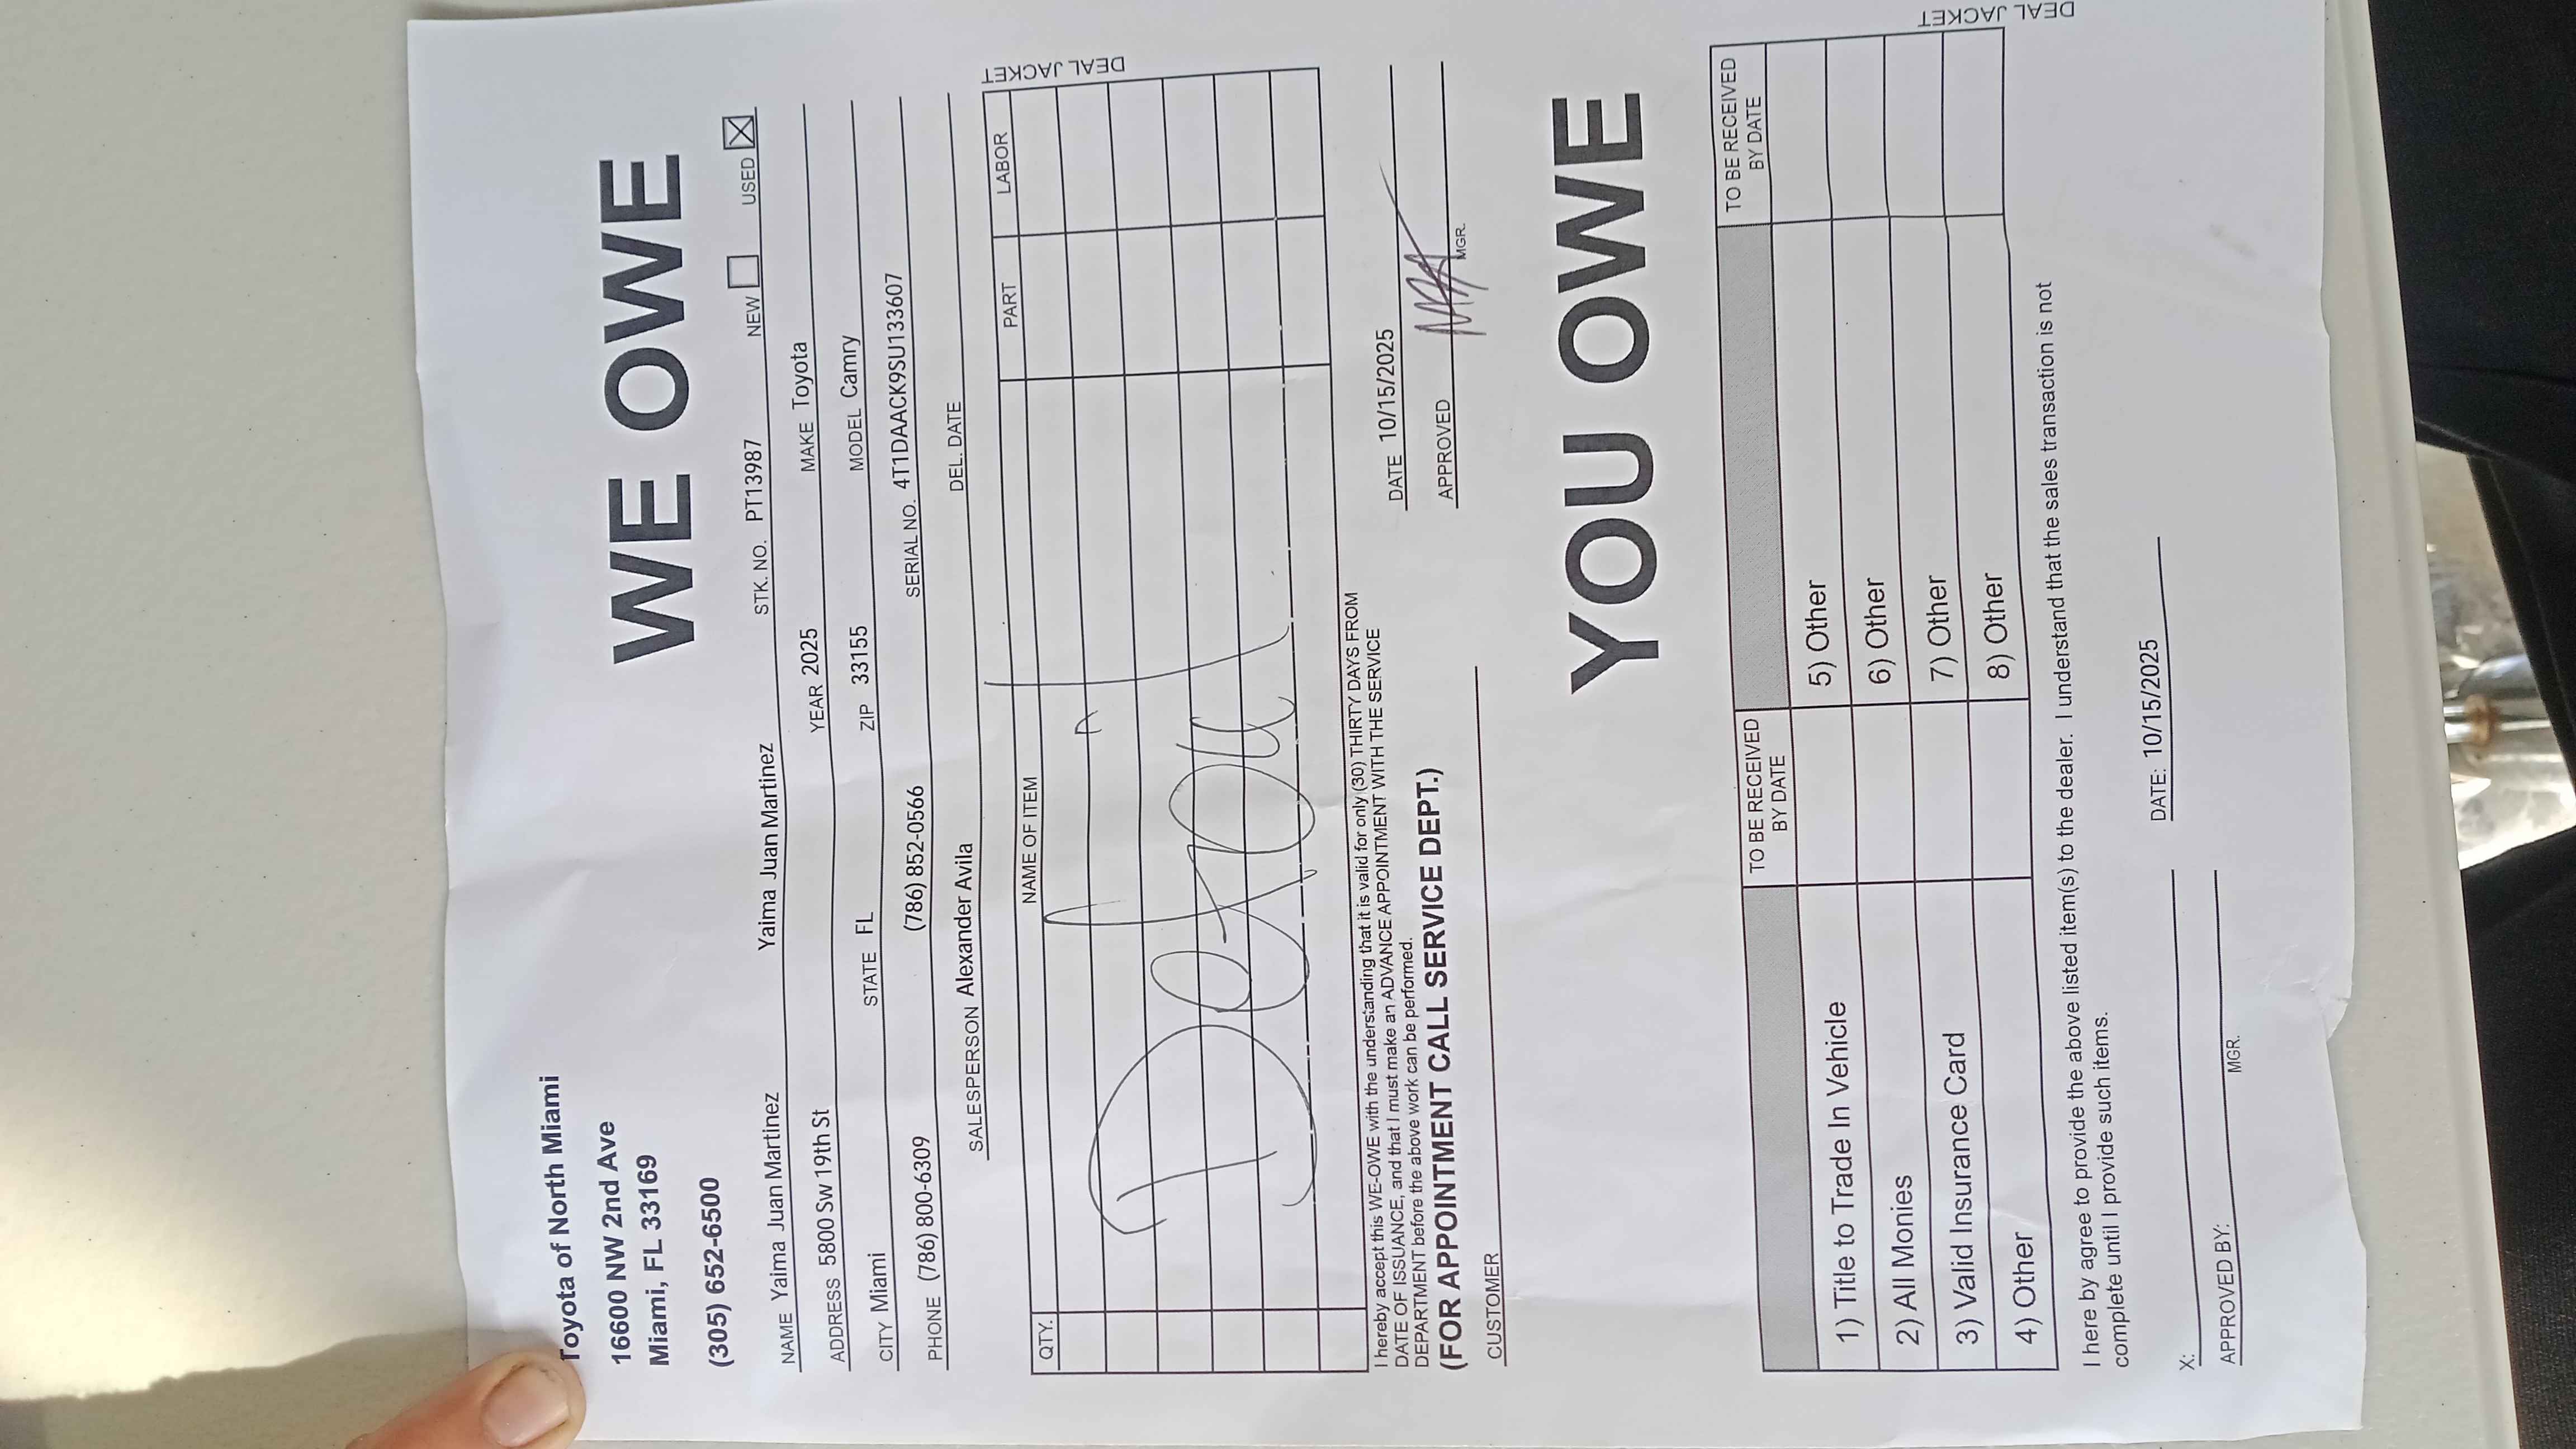 Toyota of North Miami
16600 NW 2nd Ave
Miami, FL 33169
(305) 652-6500
WE OWE
NAME Yaima Juan Martinez Yaima Juan Martinez STK. NO. PT13987 NEW USED
ADDRESS 5800 Sw 19th St YEAR 2025 MAKE Toyota
CITY Miami STATE FL ZIP 33155 MODEL Camry
PHONE (786) 800-6309 (786) 852-0566 SERIAL NO. 4T1DAACK9SU133607
SALESPERSON Alexander Avila DEL. DATE
QTY. NAME OF ITEM PART LABOR
DEAL JACKET
I hereby accept this WE-OWE with the understanding that it is valid for only (30) THIRTY DAYS FROM
DATE OF ISSUANCE, and that I must make an ADVANCE APPOINTMENT WITH THE SERVICE
DEPARTMENT before the above work can be performed.
(FOR APPOINTMENT CALL SERVICE DEPT.)
DATE 10/15/2025
APPROVED
MGR.
CUSTOMER
YOU OWE
TO BE RECEIVED BY DATE TO BE RECEIVED BY DATE
1) Title to Trade In Vehicle 5) Other
2) All Monies 6) Other
3) Valid Insurance Card 7) Other
4) Other 8) Other
DEAL JACKET
I here by agree to provide the above listed item(s) to the dealer. I understand that the sales transaction is not
complete until I provide such items.
X: DATE: 10/15/2025
APPROVED BY:
MGR.